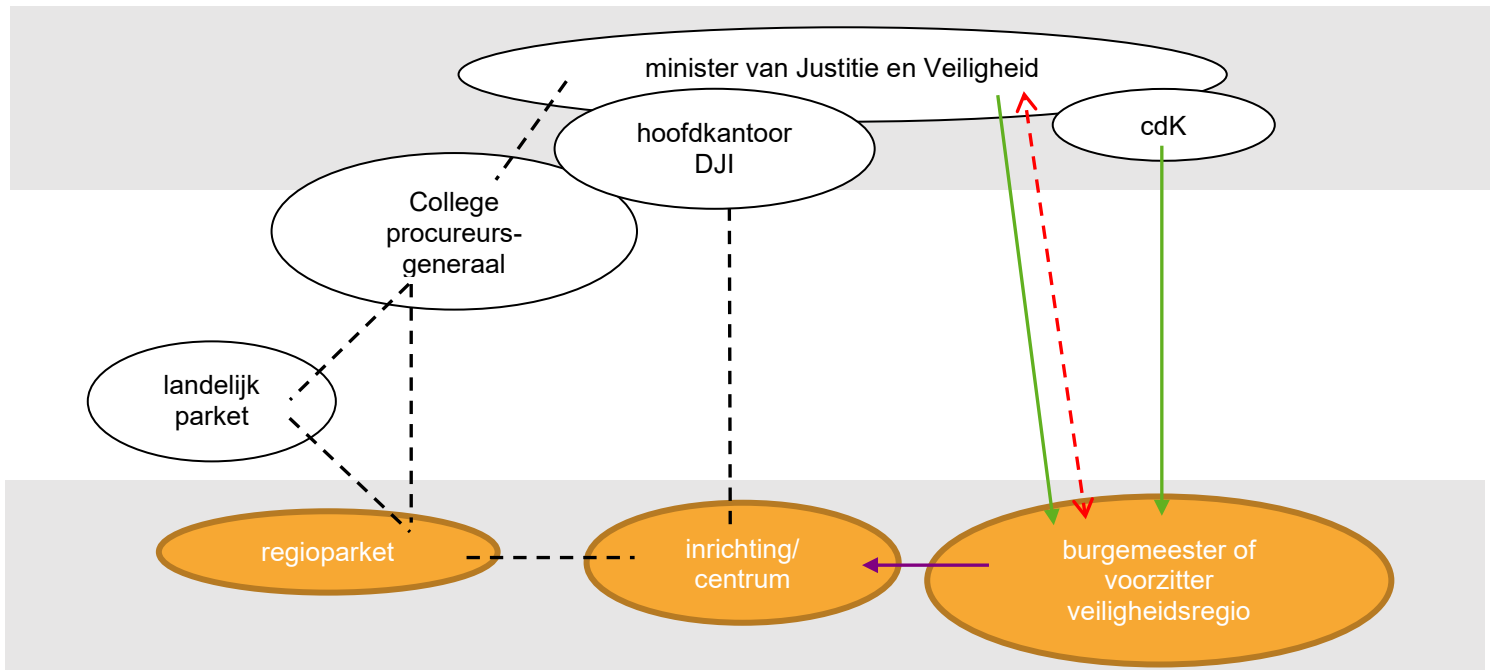 minister van Justitie en Veiligheid
hoofdkantoor
DJI
cdK
College
procureurs-
generaal
landelijk
parket
regioparket
inrichting/
centrum
burgemeester of
voorzitter
veiligheidsregio